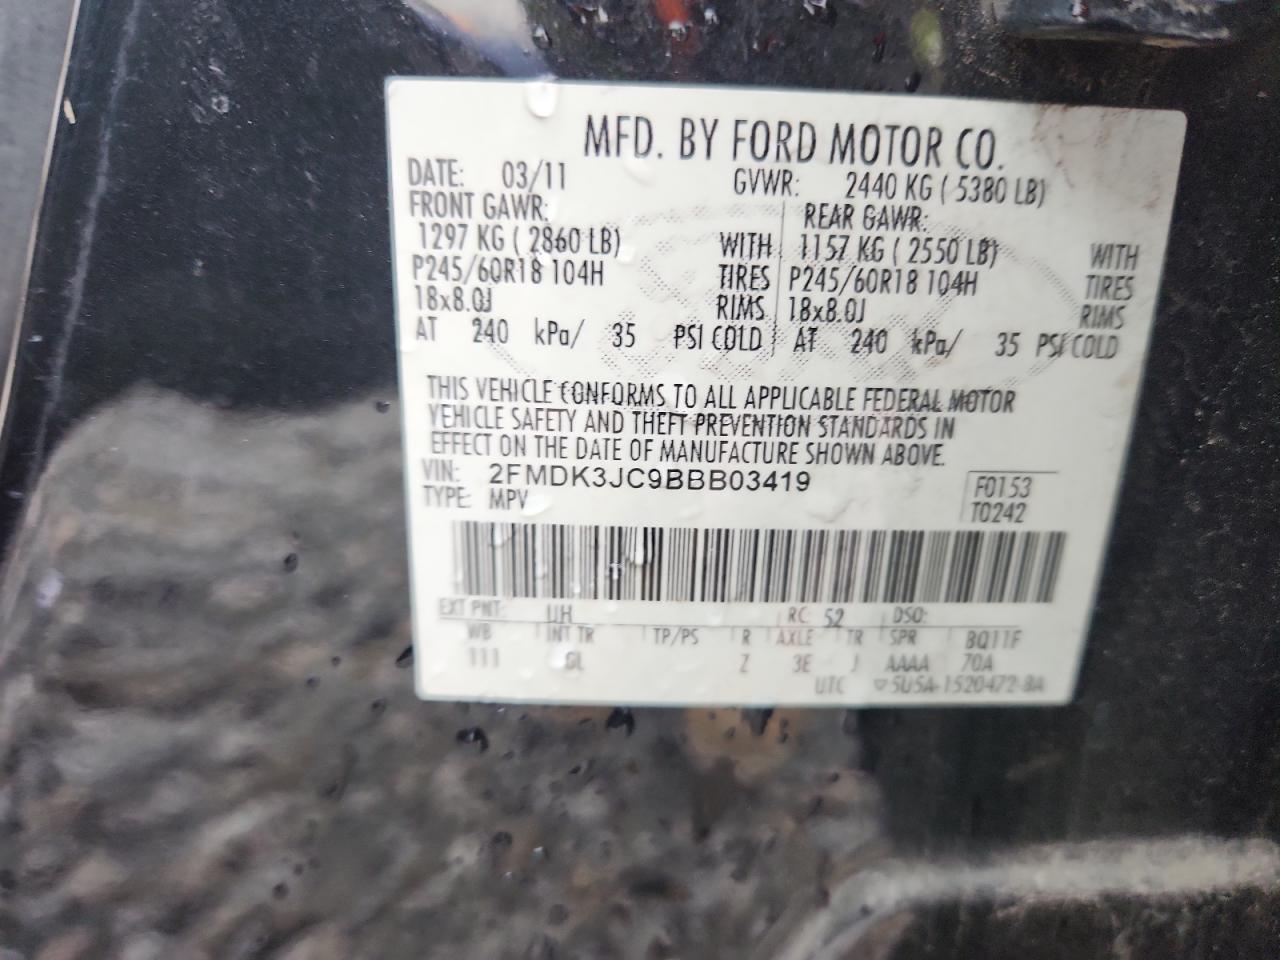 MFD. BY FORD MOTOR CO.
DATE: 03/11 GVWR: 2440 KG ( 5380 LB)
FRONT GAWR: REAR GAWR:
1297 KG ( 2860 LB) WITH 1157 KG ( 2550 LB) WITH
P245/60R18 104H TIRES P245/60R18 104H TIRES
18x8.0J RIMS 18x8.0J RIMS
AT 240 kPa/ 35 PSI COLD AT 240 kPa/ 35 PSI COLD
THIS VEHICLE CONFORMS TO ALL APPLICABLE FEDERAL MOTOR
VEHICLE SAFETY AND THEFT PREVENTION STANDARDS IN
EFFECT ON THE DATE OF MANUFACTURE SHOWN ABOVE.
VIN: 2FMDK3JC9BBB03419 F0153
TYPE: MPV T0242
EXT PNT: UH RC: 52 DSO:
WB INT TR TP/PS R AXLE TR SPR BQ11F
111 Z 3E J AAAA 70A
UTC ▽5U5A-1520472-BA